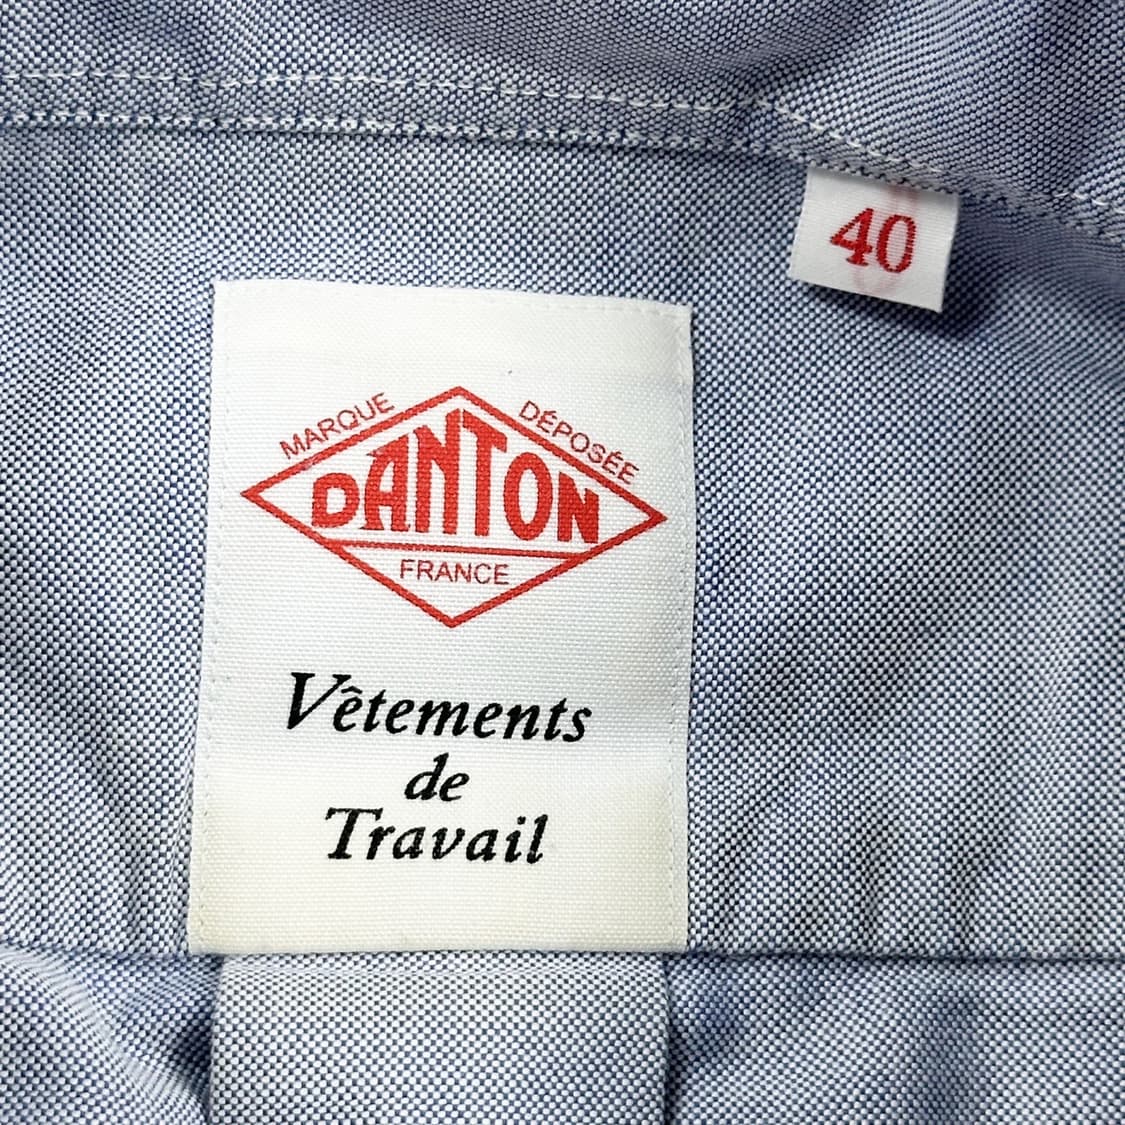 40
MARQUE DÉPOSÉE
DANTON
FRANCE
Vêtements
de
Travail